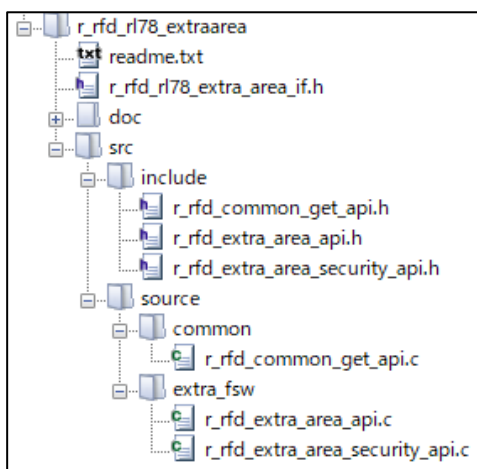 r_rfd_rl78_extraarea
readme.txt
r_rfd_rl78_extra_area_if.h
doc
src
include
r_rfd_common_get_api.h
r_rfd_extra_area_api.h
r_rfd_extra_area_security_api.h
source
common
r_rfd_common_get_api.c
extra_fsw
r_rfd_extra_area_api.c
r_rfd_extra_area_security_api.c